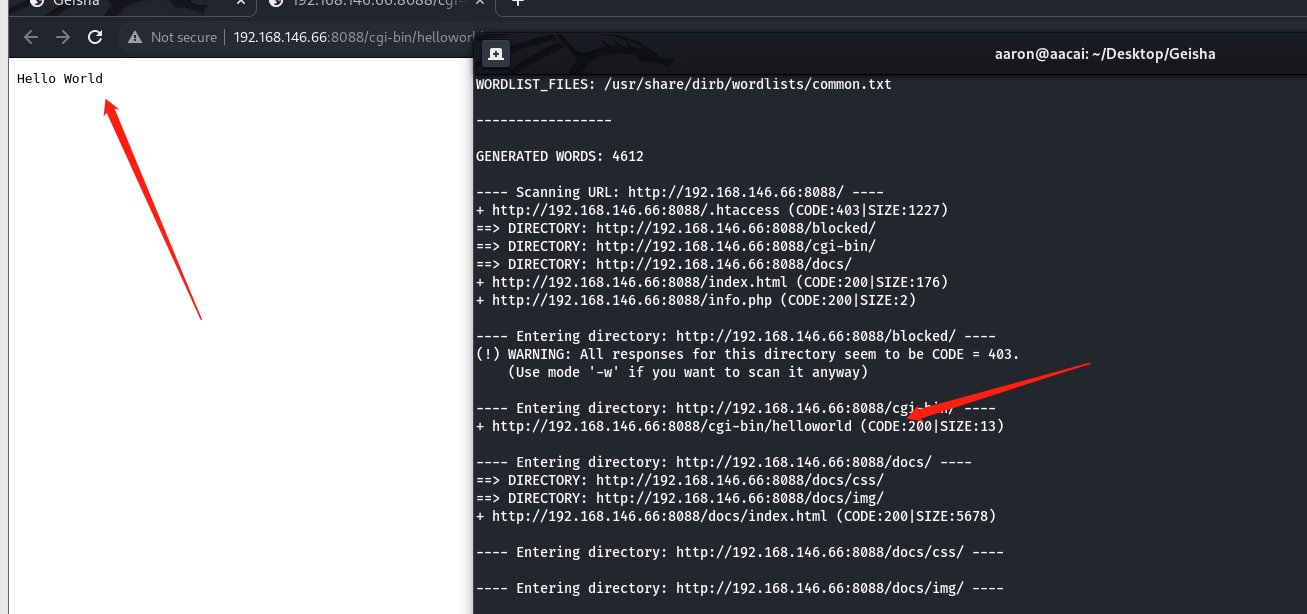 Geisha
192.168.146.66:8088/cgi-
Not secure
192.168.146.66:8088/cgi-bin/helloworl
Hello World
aaron@aacai: ~/Desktop/Geisha
WORDLIST_FILES: /usr/share/dirb/wordlists/common.txt
-----------------
GENERATED WORDS: 4612
---- Scanning URL: http://192.168.146.66:8088/ ----
+ http://192.168.146.66:8088/.htaccess (CODE:403|SIZE:1227)
==> DIRECTORY: http://192.168.146.66:8088/blocked/
==> DIRECTORY: http://192.168.146.66:8088/cgi-bin/
==> DIRECTORY: http://192.168.146.66:8088/docs/
+ http://192.168.146.66:8088/index.html (CODE:200|SIZE:176)
+ http://192.168.146.66:8088/info.php (CODE:200|SIZE:2)
---- Entering directory: http://192.168.146.66:8088/blocked/ ----
(!) WARNING: All responses for this directory seem to be CODE = 403.
(Use mode '-w' if you want to scan it anyway)
---- Entering directory: http://192.168.146.66:8088/cgi-bin/ ----
+ http://192.168.146.66:8088/cgi-bin/helloworld (CODE:200|SIZE:13)
---- Entering directory: http://192.168.146.66:8088/docs/ ----
==> DIRECTORY: http://192.168.146.66:8088/docs/css/
==> DIRECTORY: http://192.168.146.66:8088/docs/img/
+ http://192.168.146.66:8088/docs/index.html (CODE:200|SIZE:5678)
---- Entering directory: http://192.168.146.66:8088/docs/css/ ----
---- Entering directory: http://192.168.146.66:8088/docs/img/ ----